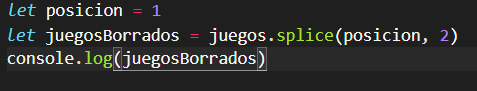 let posicion = 1
let juegosBorrados = juegos.splice(posicion, 2)
console.log(juegosBorrados)